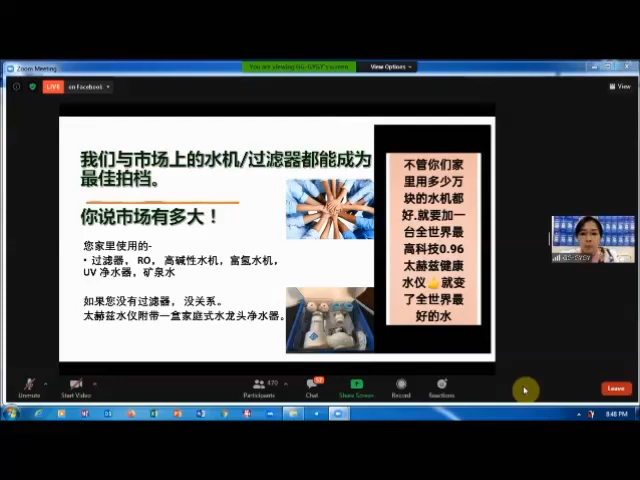 Zoom Meeting
View Options
LIVE on Facebook
View
我们与市场上的水机/过滤器都能成为
最佳拍档。
你说市场有多大！
您家里使用的-
• 过滤器， RO， 高碱性水机，富氢水机，
UV 净水器，矿泉水
如果您没有过滤器， 没关系。
太赫兹水仪附带一盒家庭式水龙头净水器。
不管你们家
里用多少万
块的水机都
好.就要加一
台全世界最
高科技0.96
太赫兹健康
水仪👍就变
了全世界最
好的水
Unmute
Start Video
Participants
470
Chat
Share Screen
Record
Reactions
Leave
8:48 PM